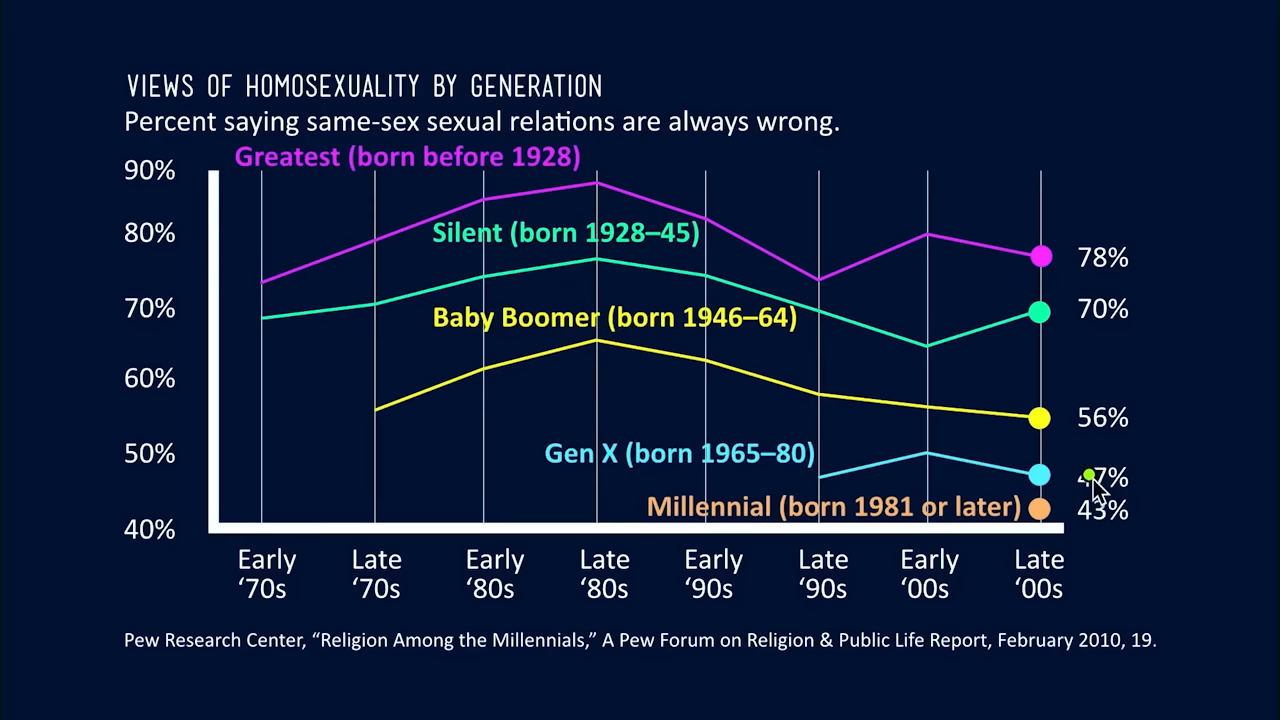 VIEWS OF HOMOSEXUALITY BY GENERATION
Percent saying same-sex sexual relations are always wrong.
Greatest (born before 1928)
90%
Silent (born 1928–45)
80%
78%
70%
70%
Baby Boomer (born 1946–64)
60%
56%
Gen X (born 1965–80)
50%
47%
Millennial (born 1981 or later)
43%
40%
Early Late Early Late Early Late Early Late
‘70s ‘70s ‘80s ‘80s ‘90s ‘90s ‘00s ‘00s
Pew Research Center, “Religion Among the Millennials,” A Pew Forum on Religion & Public Life Report, February 2010, 19.